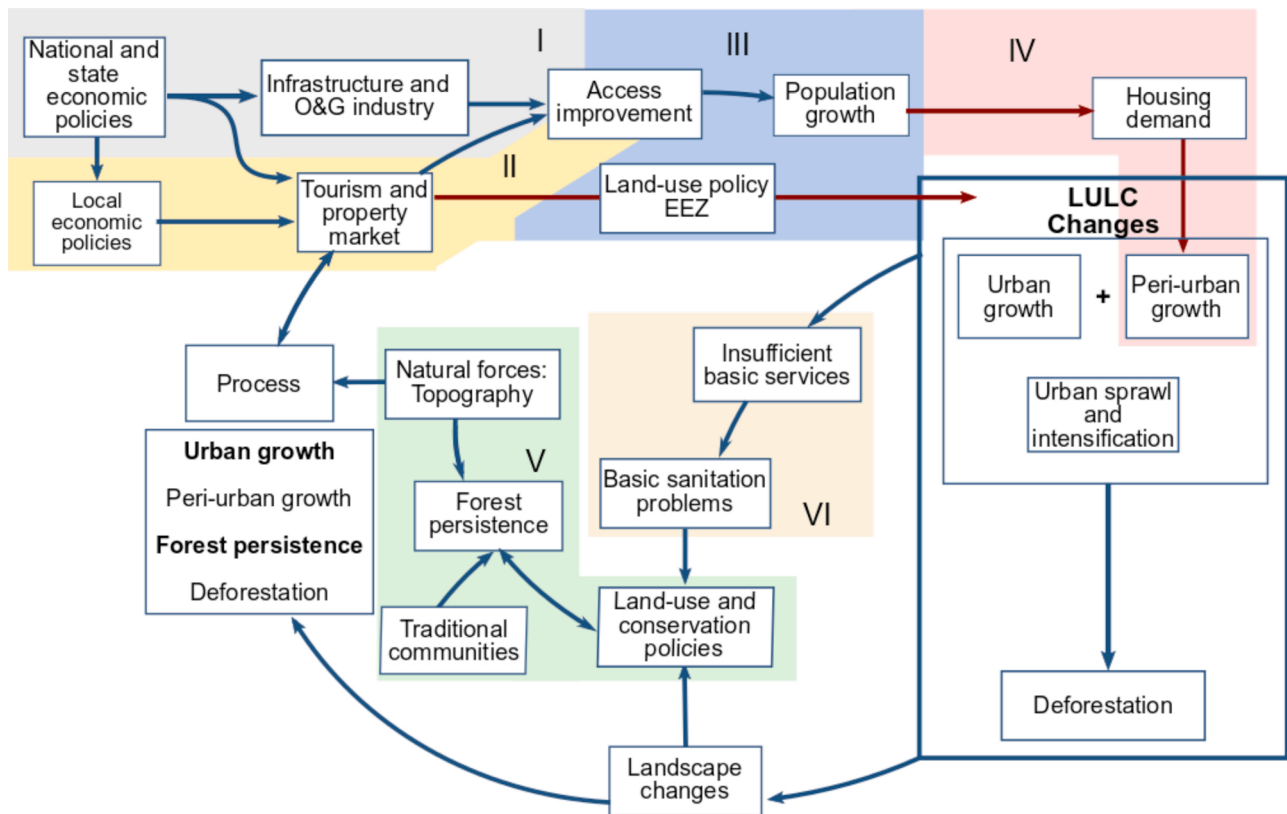 I
III
IV
National and
state
economic
policies
Infrastructure and
O&G industry
Access
improvement
Population
growth
Housing
demand
II
Local
economic
policies
Tourism and
property
market
Land-use policy
EEZ
LULC
Changes
Urban
growth
+
Peri-urban
growth
Urban sprawl
and
intensification
Deforestation
Process
Natural forces:
Topography
Insufficient
basic services
Urban growth
Peri-urban growth
Forest persistence
Deforestation
V
Forest
persistence
Basic sanitation
problems
VI
Traditional
communities
Land-use and
conservation
policies
Landscape
changes